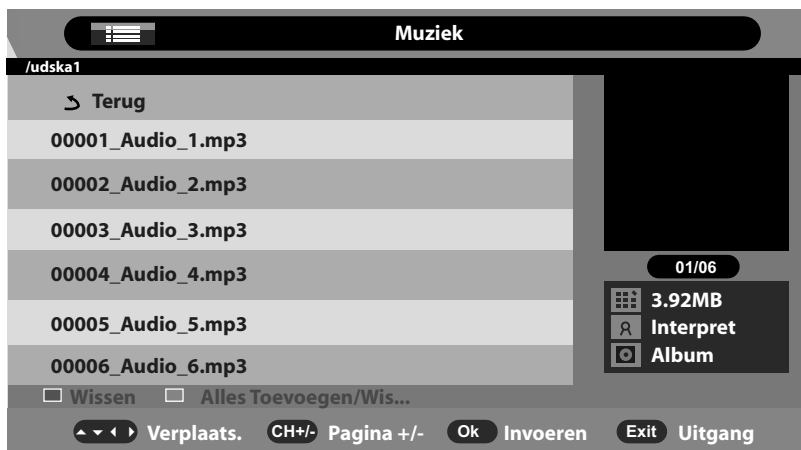 Muziek
/udska1
Terug
00001_Audio_1.mp3
00002_Audio_2.mp3
00003_Audio_3.mp3
00004_Audio_4.mp3
00005_Audio_5.mp3
00006_Audio_6.mp3
01/06
3.92MB
Interpret
Album
Wissen Alles Toevoegen/Wis...
Verplaats. CH+/- Pagina +/- Ok Invoeren Exit Uitgang